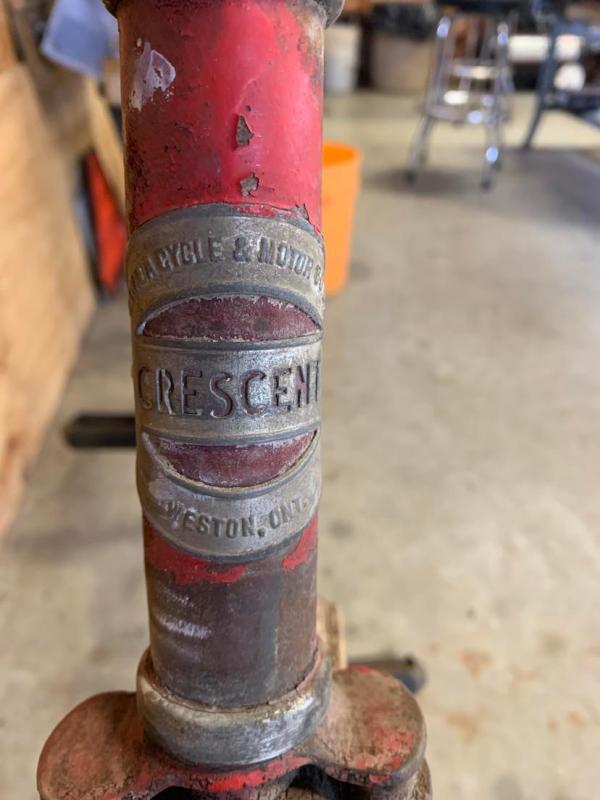 CYCLE & MOTOR
CRESCENT
WESTON, ONT.